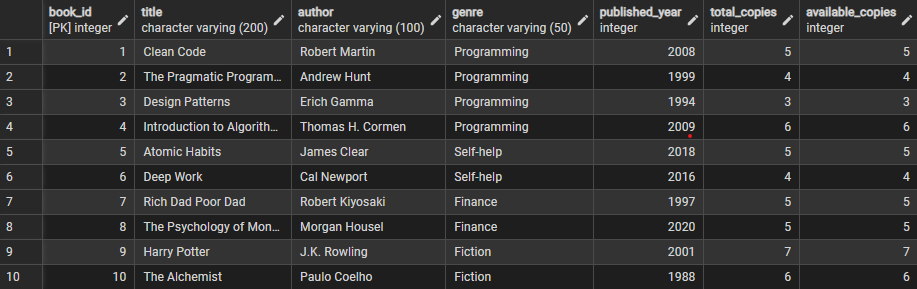 book_id title author genre published_year total_copies available_copies
[PK] integer character varying (200) character varying (100) character varying (50) integer integer integer
1 1 Clean Code Robert Martin Programming 2008 5 5
2 2 The Pragmatic Program... Andrew Hunt Programming 1999 4 4
3 3 Design Patterns Erich Gamma Programming 1994 3 3
4 4 Introduction to Algorith... Thomas H. Cormen Programming 2009 6 6
5 5 Atomic Habits James Clear Self-help 2018 5 5
6 6 Deep Work Cal Newport Self-help 2016 4 4
7 7 Rich Dad Poor Dad Robert Kiyosaki Finance 1997 5 5
8 8 The Psychology of Mon... Morgan Housel Finance 2020 5 5
9 9 Harry Potter J.K. Rowling Fiction 2001 7 7
10 10 The Alchemist Paulo Coelho Fiction 1988 6 6